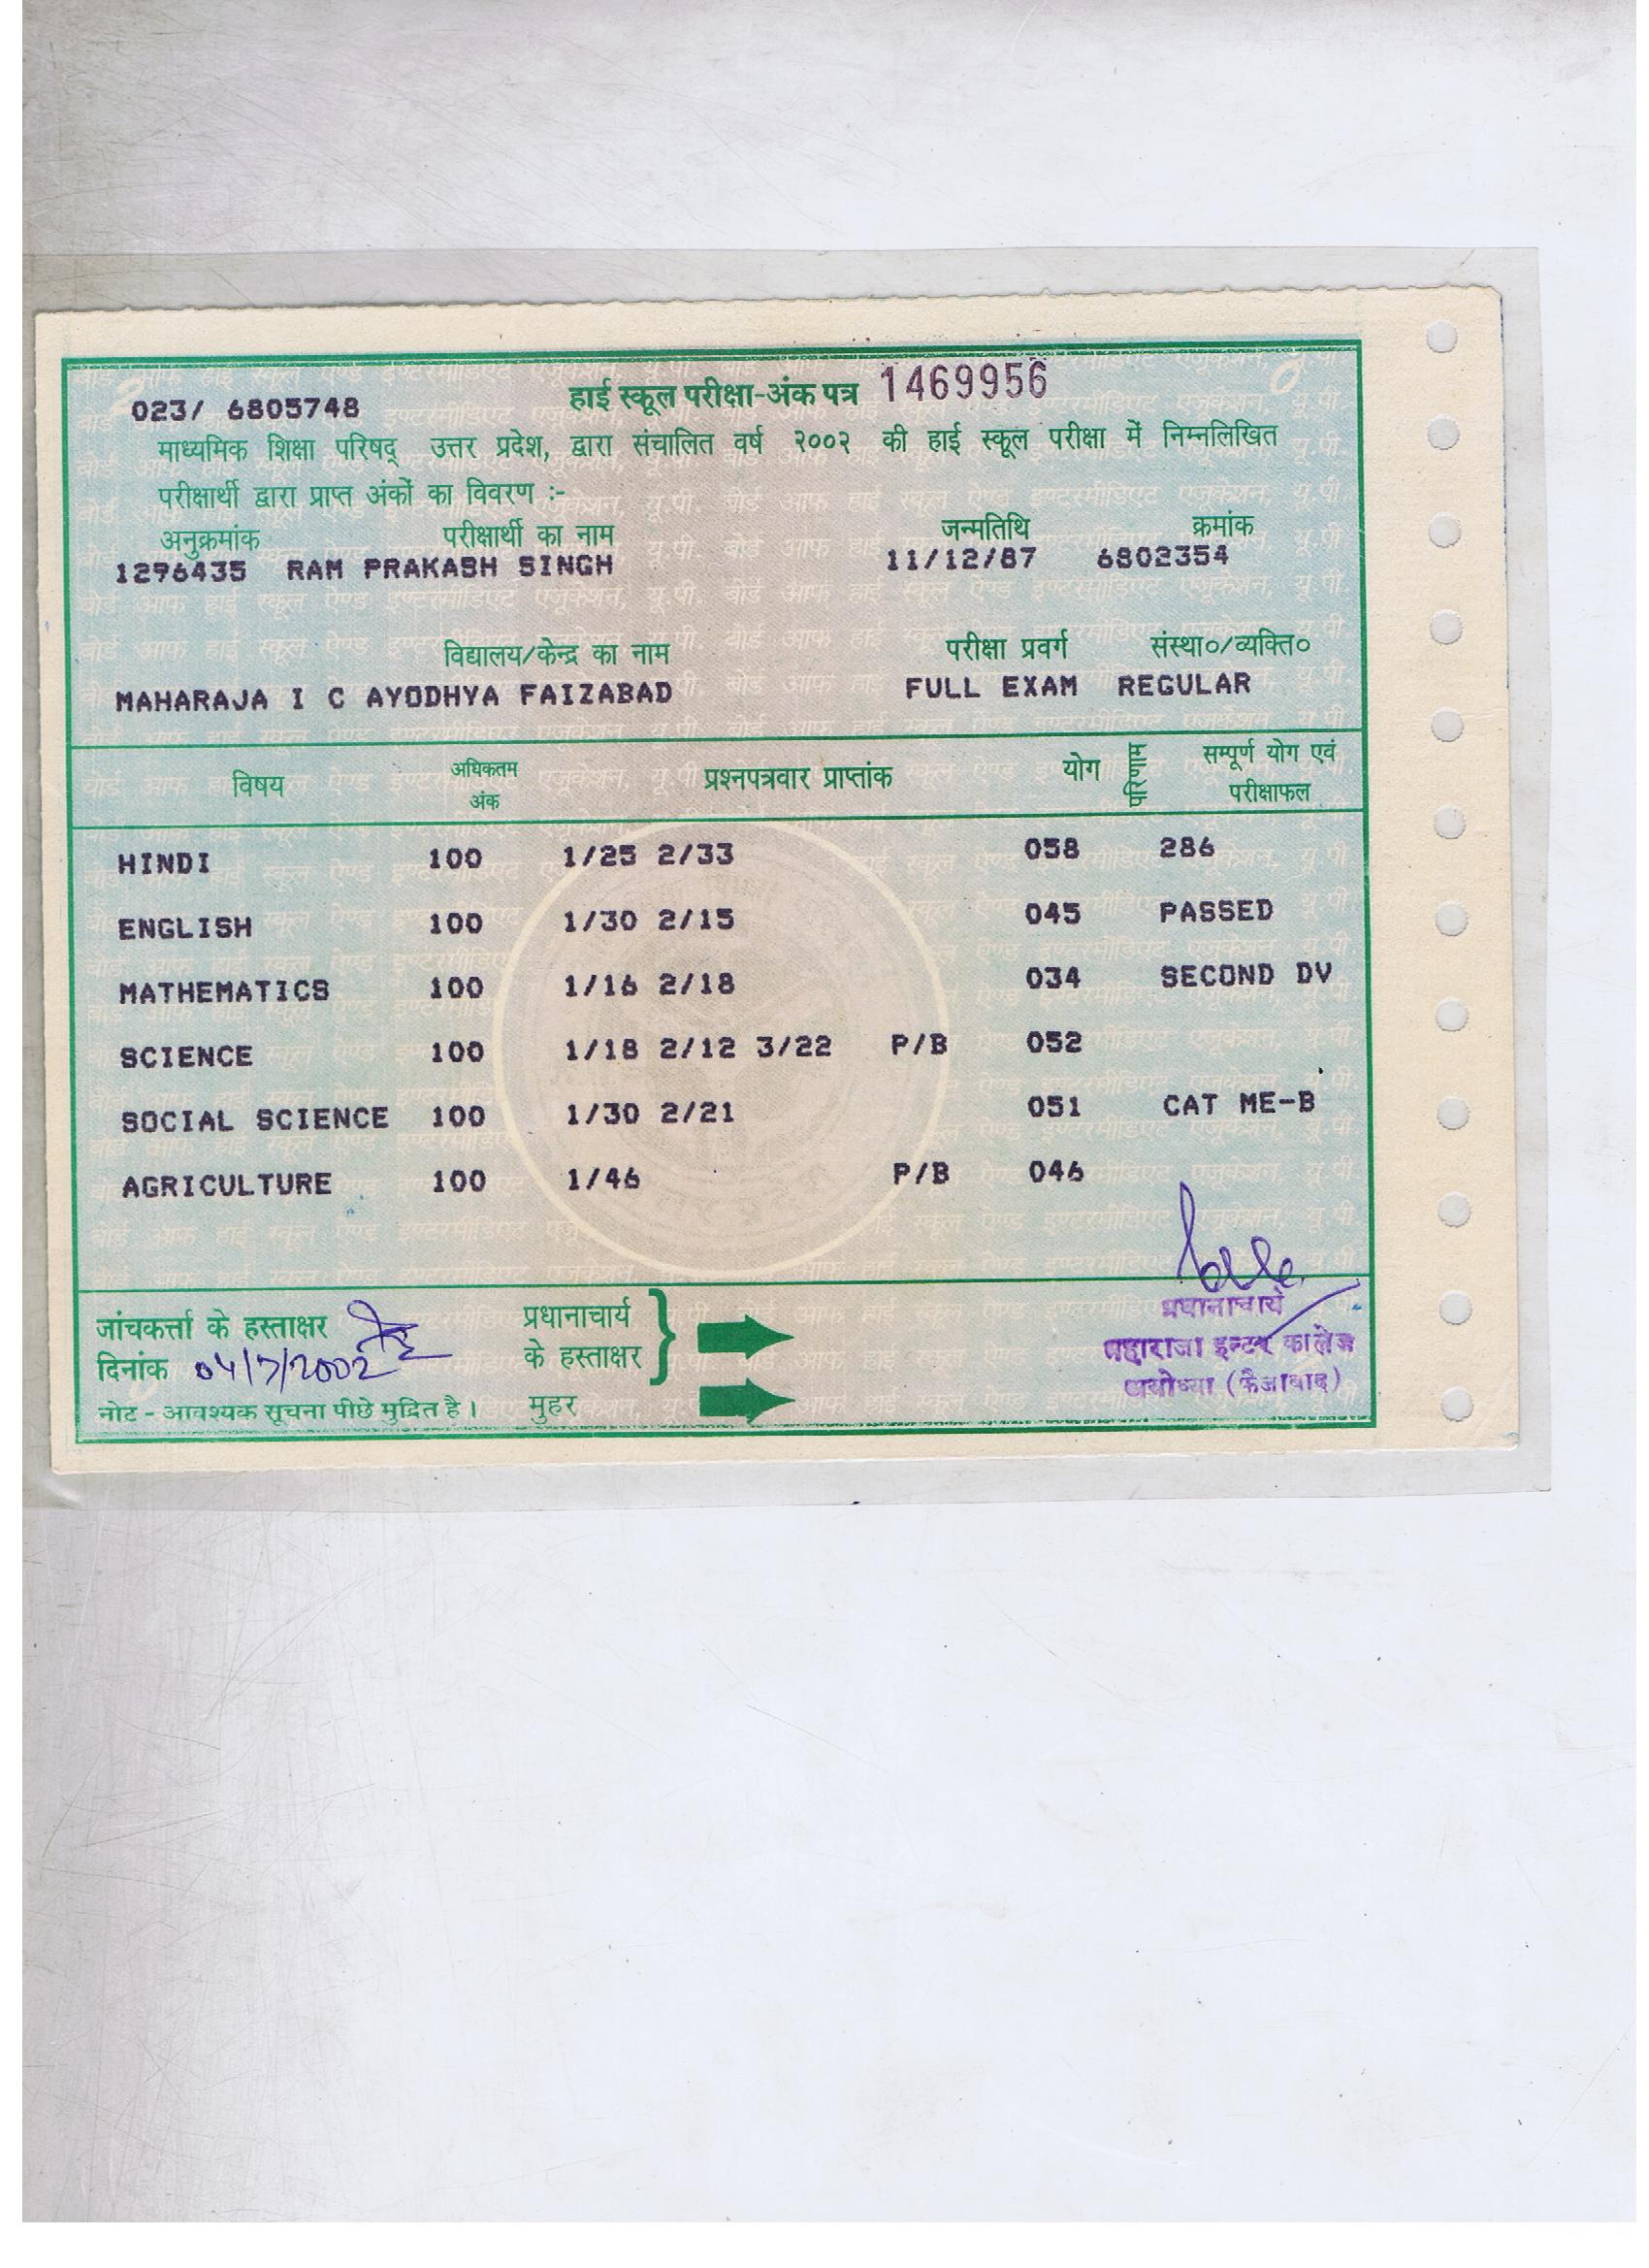 023/ 6805748 हाई स्कूल परीक्षा-अंक पत्र 1469956
माध्यमिक शिक्षा परिषद् उत्तर प्रदेश, द्वारा संचालित वर्ष २००२ की हाई स्कूल परीक्षा में निम्नलिखित
परीक्षार्थी द्वारा प्राप्त अंकों का विवरण :-
अनुक्रमांक परीक्षार्थी का नाम जन्मतिथि क्रमांक
1296435 RAM PRAKASH SINGH 11/12/87 6802354
विद्यालय/केन्द्र का नाम परीक्षा प्रवर्ग संस्था०/व्यक्ति०
MAHARAJA I C AYODHYA FAIZABAD FULL EXAM REGULAR
विषय अधिकतम अंक प्रश्नपत्रवार प्राप्तांक योग परिणाम सम्पूर्ण योग एवं परीक्षाफल
HINDI 100 1/25 2/33 058 286
ENGLISH 100 1/30 2/15 045 PASSED
MATHEMATICS 100 1/16 2/18 034 SECOND DV
SCIENCE 100 1/18 2/12 3/22 P/B 052
SOCIAL SCIENCE 100 1/30 2/21 051 CAT ME-B
AGRICULTURE 100 1/46 P/B 046
जांचकर्त्ता के हस्ताक्षर प्रधानाचार्य के हस्ताक्षर
दिनांक 04/7/2002
नोट - आवश्यक सूचना पीछे मुद्रित है। मुहर
प्रधानाचार्य
महाराजा इन्टर कालेज
अयोध्या (फैजाबाद)